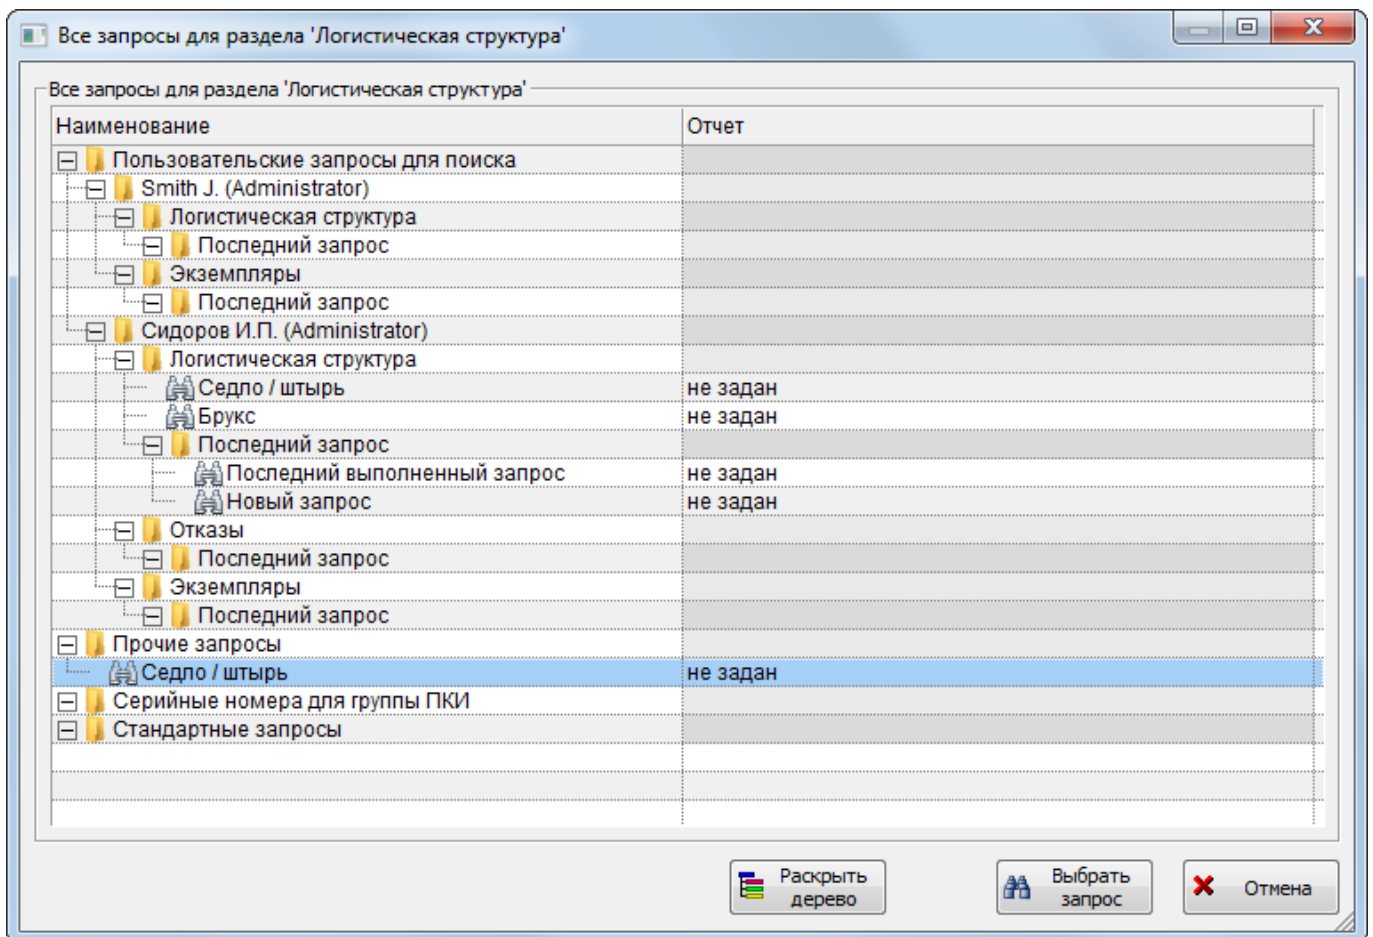 Все запросы для раздела 'Логистическая структура'
Все запросы для раздела 'Логистическая структура'
Наименование Отчет
Пользовательские запросы для поиска
Smith J. (Administrator)
Логистическая структура
Последний запрос
Экземпляры
Последний запрос
Сидоров И.П. (Administrator)
Логистическая структура
Седло / штырь не задан
Брукс не задан
Последний запрос
Последний выполненный запрос не задан
Новый запрос не задан
Отказы
Последний запрос
Экземпляры
Последний запрос
Прочие запросы
Седло / штырь не задан
Серийные номера для группы ПКИ
Стандартные запросы
Раскрыть дерево
Выбрать запрос
Отмена